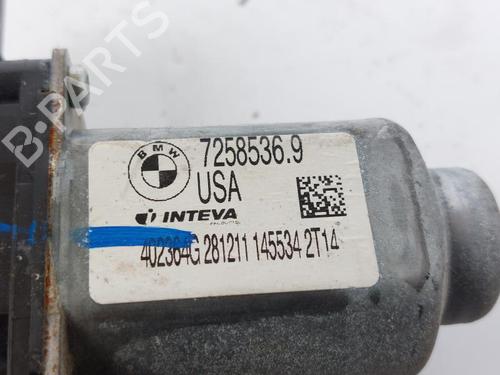 BMW
7258536.9
USA
INTEVA
402364G 281211 145534 2T14
B-PARTS